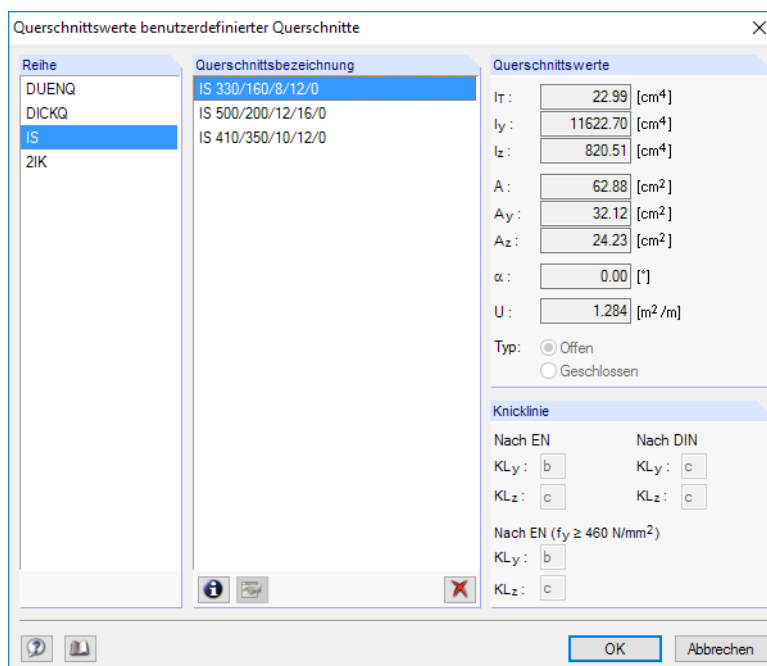 Querschnittswerte benutzerdefinierter Querschnitte
Reihe
DUENQ
DICKQ
IS
2IK
Querschnittsbezeichnung
IS 330/160/8/12/0
IS 500/200/12/16/0
IS 410/350/10/12/0
Querschnittswerte
IT : 22.99 [cm4]
Iy : 11622.70 [cm4]
Iz : 820.51 [cm4]
A : 62.88 [cm2]
Ay : 32.12 [cm2]
Az : 24.23 [cm2]
α : 0.00 [°]
U : 1.284 [m2/m]
Typ: Offen
Geschlossen
Knicklinie
Nach EN Nach DIN
KLy : b KLy : c
KLz : c KLz : c
Nach EN (fy ≥ 460 N/mm2)
KLy : b
KLz : c
OK Abbrechen